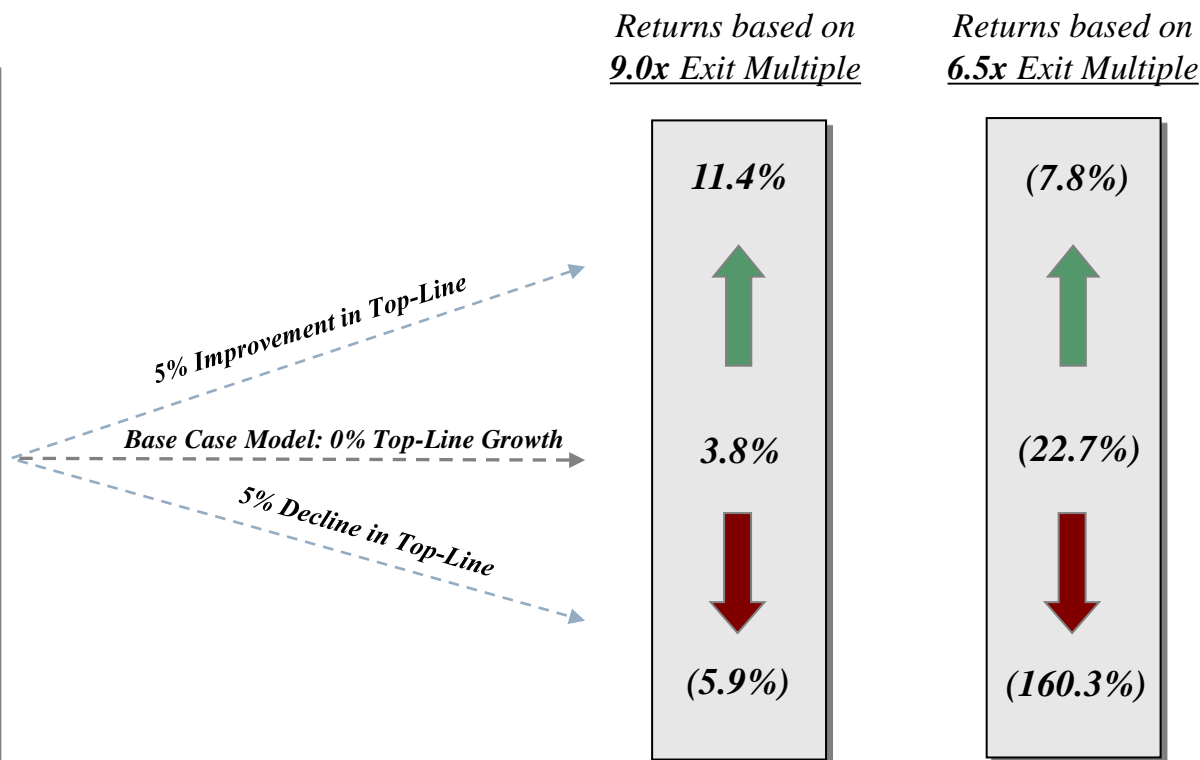 Returns based on
9.0x Exit Multiple
Returns based on
6.5x Exit Multiple
11.4%
(7.8%)
5% Improvement in Top-Line
Base Case Model: 0% Top-Line Growth
3.8%
(22.7%)
5% Decline in Top-Line
(5.9%)
(160.3%)